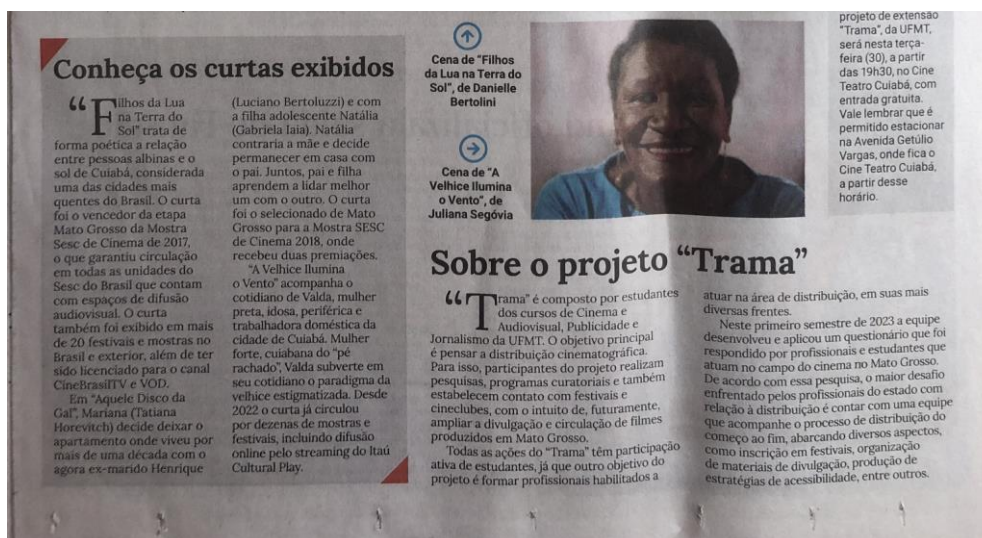 Conheça os curtas exibidos
“Filhos da Lua
na Terra do
Sol” trata de
forma poética a relação
entre pessoas albinas e o
sol de Cuiabá, considerada
uma das cidades mais
quentes do Brasil. O curta
foi o vencedor da etapa
Mato Grosso da Mostra
Sesc de Cinema de 2017,
o que garantiu circulação
em todas as unidades do
Sesc do Brasil que contam
com espaços de difusão
audiovisual. O curta
também foi exibido em mais
de 20 festivais e mostras no
Brasil e exterior, além de ter
sido licenciado para o canal
CineBrasilTV e VOD.
Em “Aquele Disco da
Gal”, Mariana (Tatiana
Horevitch) decide deixar o
apartamento onde viveu por
mais de uma década com o
agora ex-marido Henrique
(Luciano Bertoluzzi) e com
a filha adolescente Natália
(Gabriela Iaia). Natália
contraria a mãe e decide
permanecer em casa com
o pai. Juntos, pai e filha
aprendem a lidar melhor
um com o outro. O curta
foi o selecionado de Mato
Grosso para a Mostra SESC
de Cinema 2018, onde
recebeu duas premiações.
“A Velhice Ilumina
o Vento” acompanha o
cotidiano de Valda, mulher
preta, idosa, periférica e
trabalhadora doméstica da
cidade de Cuiabá. Mulher
forte, cuiabana do “pé
rachado”, Valda subverte em
seu cotidiano o paradigma da
velhice estigmatizada. Desde
2022 o curta já circulou
por dezenas de mostras e
festivais, incluindo difusão
online pelo streaming do Itaú
Cultural Play.
Cena de “Filhos
da Lua na Terra do
Sol”, de Danielle
Bertolini
Cena de “A
Velhice Ilumina
o Vento”, de
Juliana Segóvia
projeto de extensão
“Trama”, da UFMT,
será nesta terça-
feira (30), a partir
das 19h30, no Cine
Teatro Cuiabá, com
entrada gratuita.
Vale lembrar que é
permitido estacionar
na Avenida Getúlio
Vargas, onde fica o
Cine Teatro Cuiabá,
a partir desse
horário.
Sobre o projeto “Trama”
“Trama” é composto por estudantes
dos cursos de Cinema e
Audiovisual, Publicidade e
Jornalismo da UFMT. O objetivo principal
é pensar a distribuição cinematográfica.
Para isso, participantes do projeto realizam
pesquisas, programas curatoriais e também
estabelecem contato com festivais e
cineclubes, com o intuito de, futuramente,
ampliar a divulgação e circulação de filmes
produzidos em Mato Grosso.
Todas as ações do “Trama” têm participação
ativa de estudantes, já que outro objetivo do
projeto é formar profissionais habilitados a
atuar na área de distribuição, em suas mais
diversas frentes.
Neste primeiro semestre de 2023 a equipe
desenvolveu e aplicou um questionário que foi
respondido por profissionais e estudantes que
atuam no campo do cinema no Mato Grosso.
De acordo com essa pesquisa, o maior desafio
enfrentado pelos profissionais do estado com
relação à distribuição é contar com uma equipe
que acompanhe o processo de distribuição do
começo ao fim, abarcando diversos aspectos,
como inscrição em festivais, organização
de materiais de divulgação, produção de
estratégias de acessibilidade, entre outros.